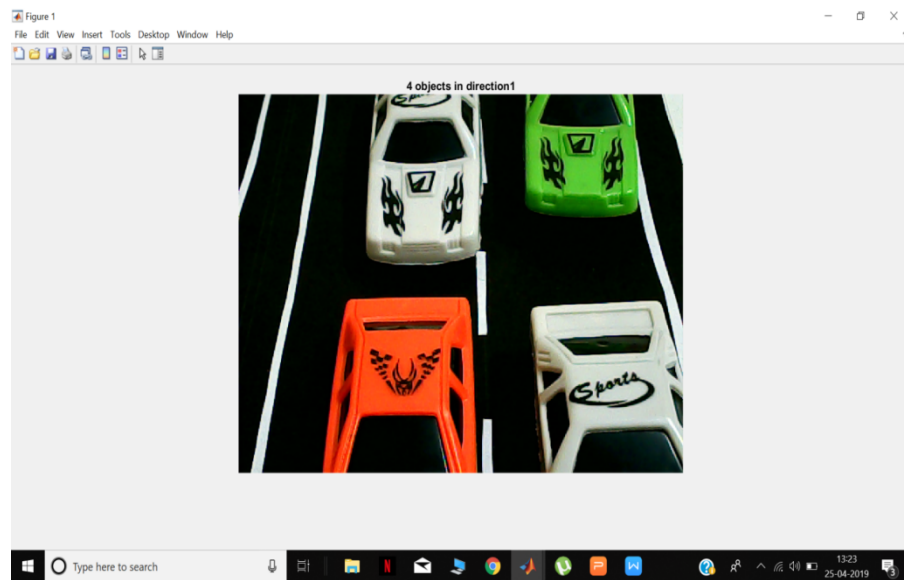 Figure 1
File Edit View Insert Tools Desktop Window Help
4 objects in direction1
Sports
Type here to search
13:23
25-04-2019
3